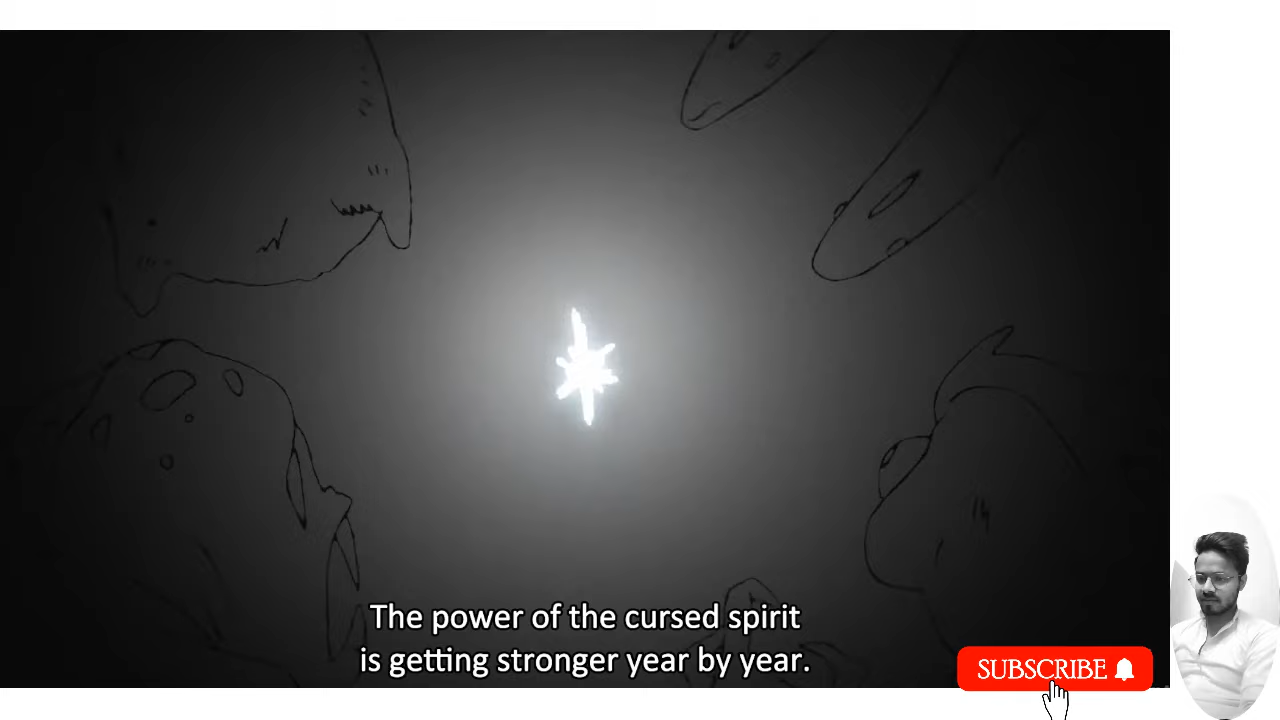 The power of the cursed spirit
is getting stronger year by year.
SUBSCRIBE